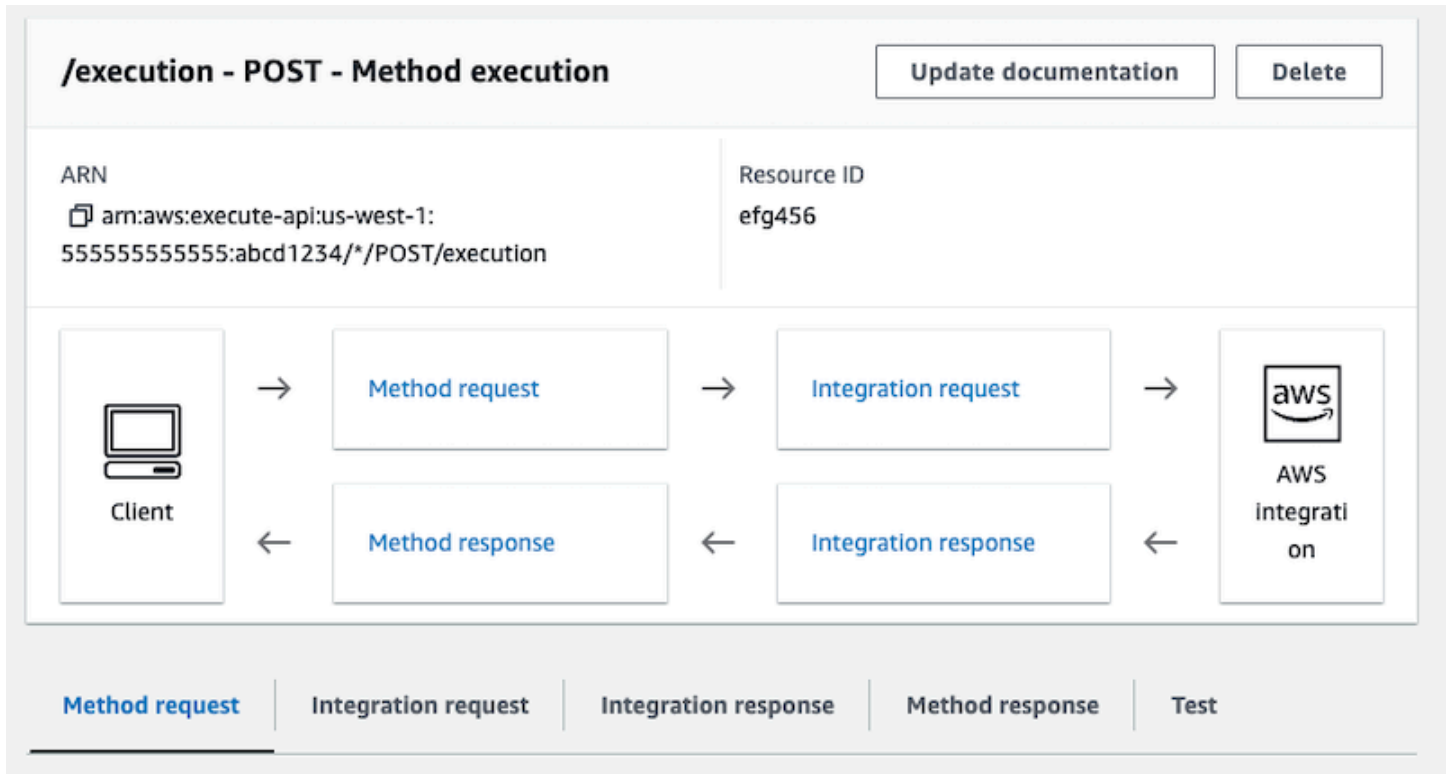 /execution - POST - Method execution
Update documentation
Delete
ARN
arn:aws:execute-api:us-west-1:
555555555555:abcd1234/*/POST/execution
Resource ID
efg456
Client
Method request
Integration request
aws
AWS
integrati
on
Method response
Integration response
Method request
Integration request
Integration response
Method response
Test